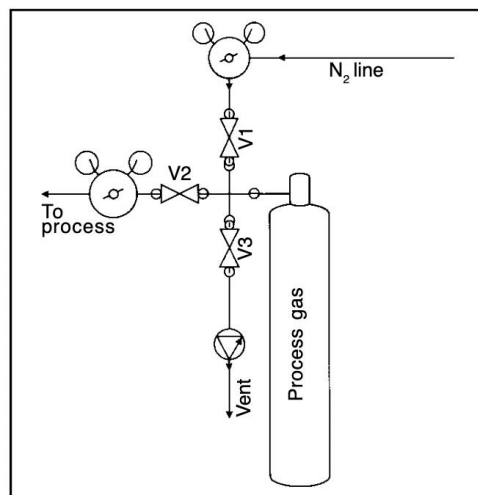 N₂ line
V1
V2
To
process
V3
Process gas
Vent